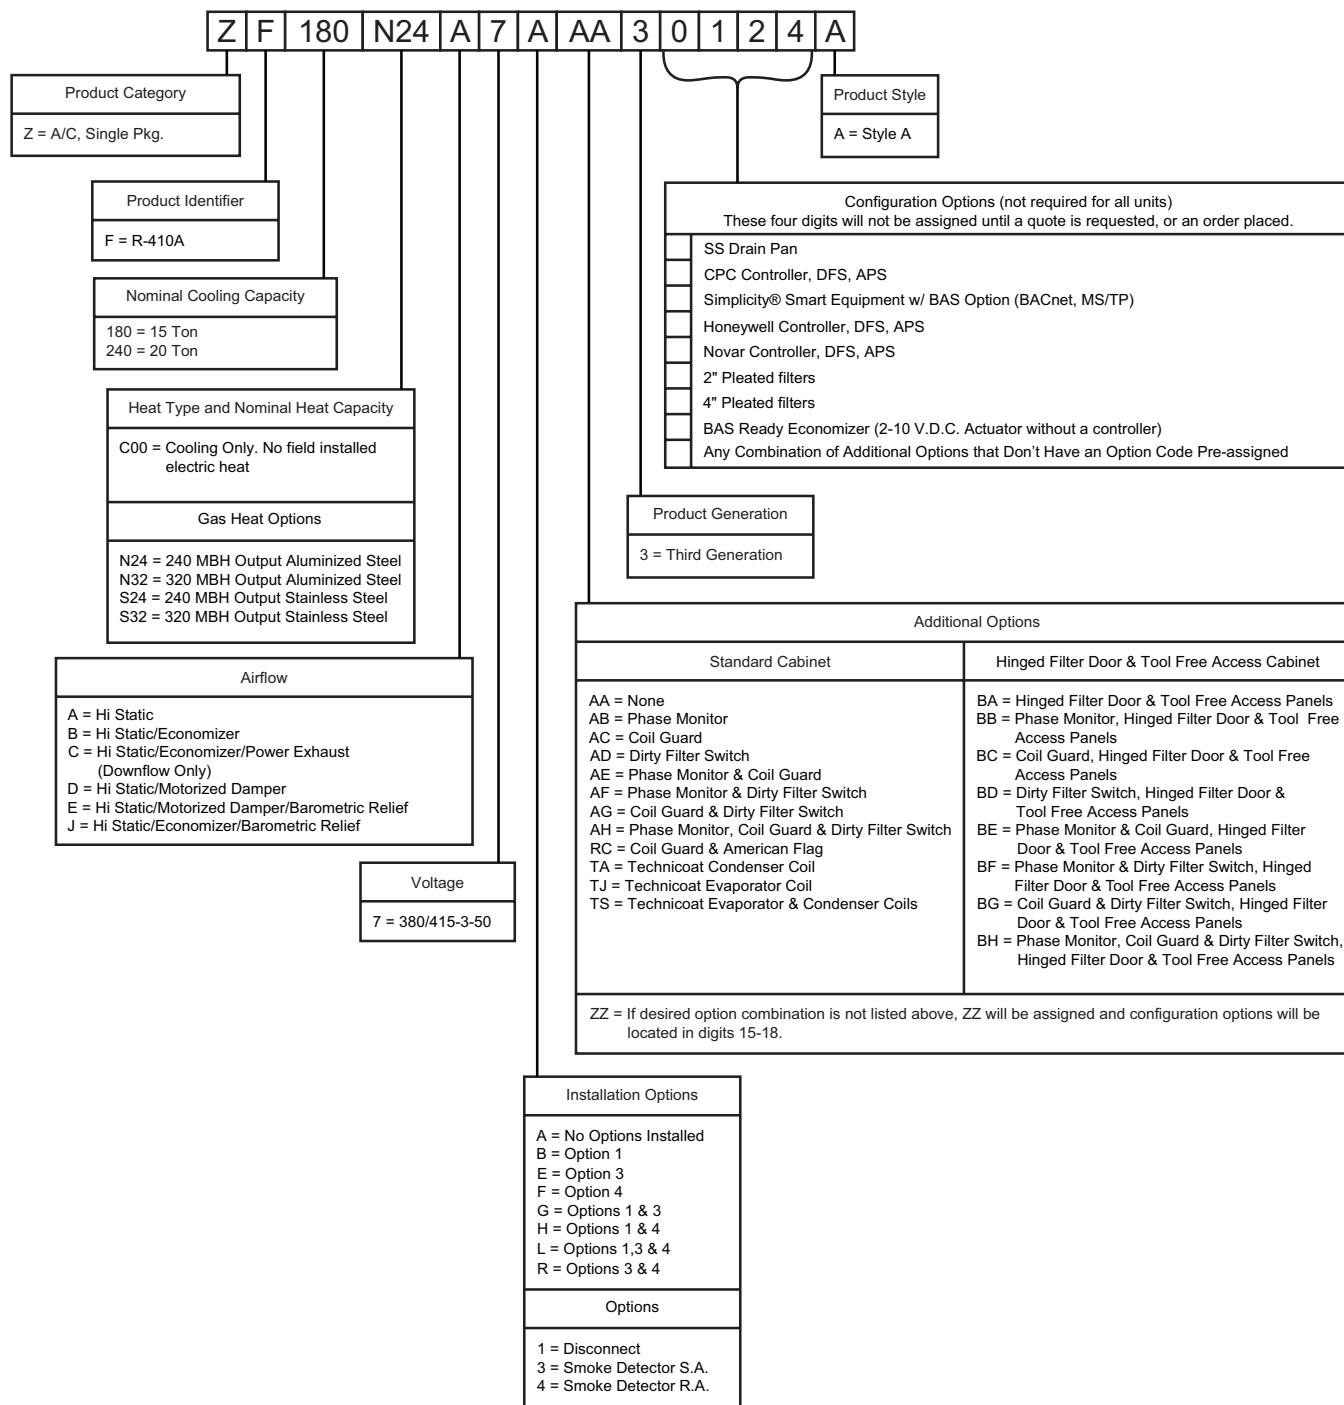 Z F 180 N24 A 7 A AA 3 0 1 2 4 A
Product Category
Z = A/C, Single Pkg.
Product Style
A = Style A
Product Identifier
F = R-410A
Configuration Options (not required for all units)
These four digits will not be assigned until a quote is requested, or an order placed.
SS Drain Pan
CPC Controller, DFS, APS
Simplicity® Smart Equipment w/ BAS Option (BACnet, MS/TP)
Honeywell Controller, DFS, APS
Novar Controller, DFS, APS
2" Pleated filters
4" Pleated filters
BAS Ready Economizer (2-10 V.D.C. Actuator without a controller)
Any Combination of Additional Options that Don't Have an Option Code Pre-assigned
Nominal Cooling Capacity
180 = 15 Ton
240 = 20 Ton
Heat Type and Nominal Heat Capacity
C00 = Cooling Only. No field installed
electric heat
Gas Heat Options
N24 = 240 MBH Output Aluminized Steel
N32 = 320 MBH Output Aluminized Steel
S24 = 240 MBH Output Stainless Steel
S32 = 320 MBH Output Stainless Steel
Product Generation
3 = Third Generation
Airflow
A = Hi Static
B = Hi Static/Economizer
C = Hi Static/Economizer/Power Exhaust
(Downflow Only)
D = Hi Static/Motorized Damper
E = Hi Static/Motorized Damper/Barometric Relief
J = Hi Static/Economizer/Barometric Relief
Voltage
7 = 380/415-3-50
Additional Options
Standard Cabinet
AA = None
AB = Phase Monitor
AC = Coil Guard
AD = Dirty Filter Switch
AE = Phase Monitor & Coil Guard
AF = Phase Monitor & Dirty Filter Switch
AG = Coil Guard & Dirty Filter Switch
AH = Phase Monitor, Coil Guard & Dirty Filter Switch
RC = Coil Guard & American Flag
TA = Technicoat Condenser Coil
TJ = Technicoat Evaporator Coil
TS = Technicoat Evaporator & Condenser Coils
Hinged Filter Door & Tool Free Access Cabinet
BA = Hinged Filter Door & Tool Free Access Panels
BB = Phase Monitor, Hinged Filter Door & Tool Free
Access Panels
BC = Coil Guard, Hinged Filter Door & Tool Free
Access Panels
BD = Dirty Filter Switch, Hinged Filter Door &
Tool Free Access Panels
BE = Phase Monitor & Coil Guard, Hinged Filter
Door & Tool Free Access Panels
BF = Phase Monitor & Dirty Filter Switch, Hinged
Filter Door & Tool Free Access Panels
BG = Coil Guard & Dirty Filter Switch, Hinged Filter
Door & Tool Free Access Panels
BH = Phase Monitor, Coil Guard & Dirty Filter Switch,
Hinged Filter Door & Tool Free Access Panels
ZZ = If desired option combination is not listed above, ZZ will be assigned and configuration options will be
located in digits 15-18.
Installation Options
A = No Options Installed
B = Option 1
E = Option 3
F = Option 4
G = Options 1 & 3
H = Options 1 & 4
L = Options 1,3 & 4
R = Options 3 & 4
Options
1 = Disconnect
3 = Smoke Detector S.A.
4 = Smoke Detector R.A.